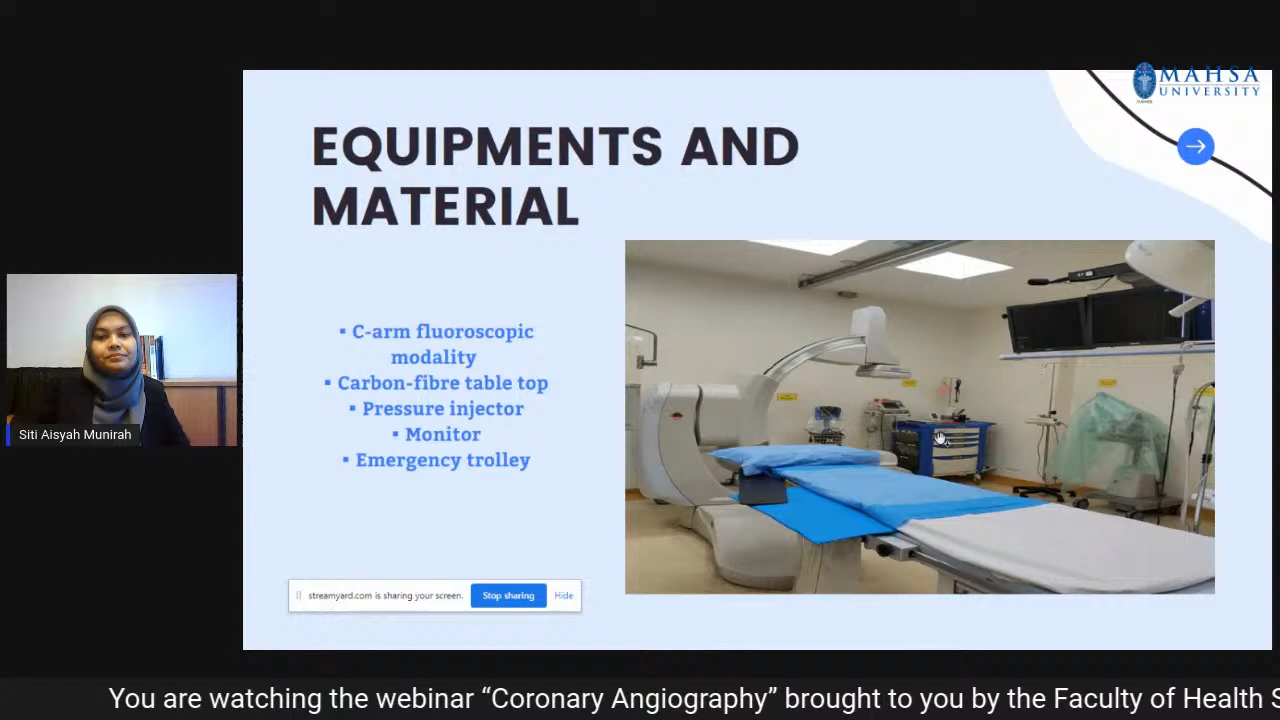 MAHSA
UNIVERSITY
EQUIPMENTS AND
MATERIAL
▪ C-arm fluoroscopic
modality
▪ Carbon-fibre table top
▪ Pressure injector
▪ Monitor
▪ Emergency trolley
Siti Aisyah Munirah
streamyard.com is sharing your screen.
Stop sharing
Hide
You are watching the webinar “Coronary Angiography” brought to you by the Faculty of Health S